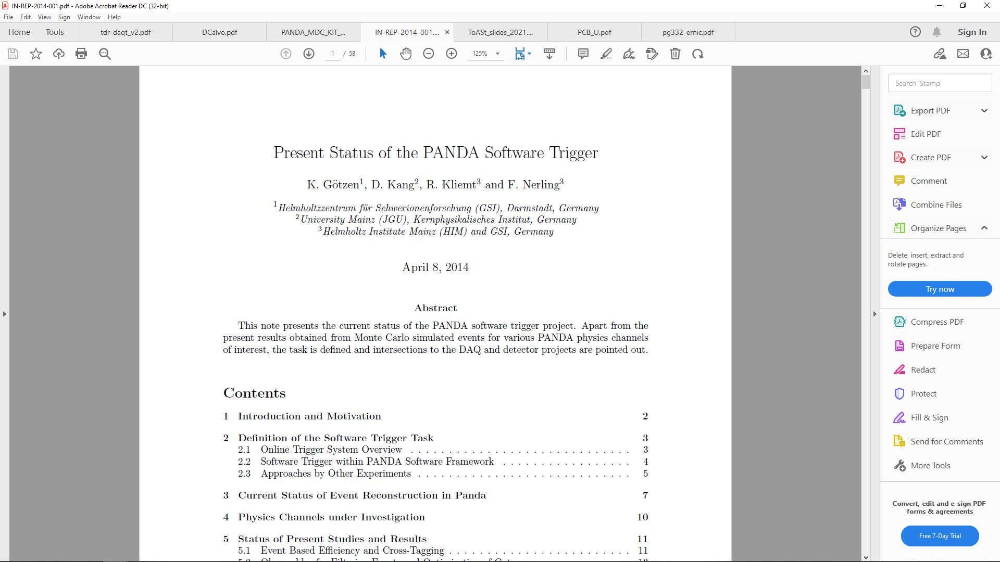 IN-REP-2014-001.pdf - Adobe Acrobat Reader DC (32-bit)
File Edit View Sign Window Help
Home Tools tdr-daqt_v2.pdf DCalvo.pdf PANDA_MDC_KIT_... IN-REP-2014-001.... × ToASt_slides_2021.... PCB_U.pdf pg332-ernic.pdf Sign In
1 / 58 125%
Present Status of the PANDA Software Trigger
K. Götzen1, D. Kang2, R. Kliemt3 and F. Nerling3
1Helmholtzzentrum für Schwerionenforschung (GSI), Darmstadt, Germany
2University Mainz (JGU), Kernphysikalisches Institut, Germany
3Helmholtz Institute Mainz (HIM) and GSI, Germany
April 8, 2014
Abstract
This note presents the current status of the PANDA software trigger project. Apart from the
present results obtained from Monte Carlo simulated events for various PANDA physics channels
of interest, the task is defined and intersections to the DAQ and detector projects are pointed out.
Contents
1 Introduction and Motivation 2
2 Definition of the Software Trigger Task 3
2.1 Online Trigger System Overview . . . . . . . . . . . . . . . . . . . . . . . . 3
2.2 Software Trigger within PANDA Software Framework . . . . . . . . . . . . . . 4
2.3 Approaches by Other Experiments . . . . . . . . . . . . . . . . . . . . . . . 5
3 Current Status of Event Reconstruction in Panda 7
4 Physics Channels under Investigation 10
5 Status of Present Studies and Results 11
5.1 Event Based Efficiency and Cross-Tagging . . . . . . . . . . . . . . . . . . . 11
Search 'Stamp'
Export PDF
Edit PDF
Create PDF
Comment
Combine Files
Organize Pages
Delete, insert, extract and
rotate pages.
Try now
Compress PDF
Prepare Form
Redact
Protect
Fill & Sign
Send for Comments
More Tools
Convert, edit and e-sign PDF
forms & agreements
Free 7-Day Trial